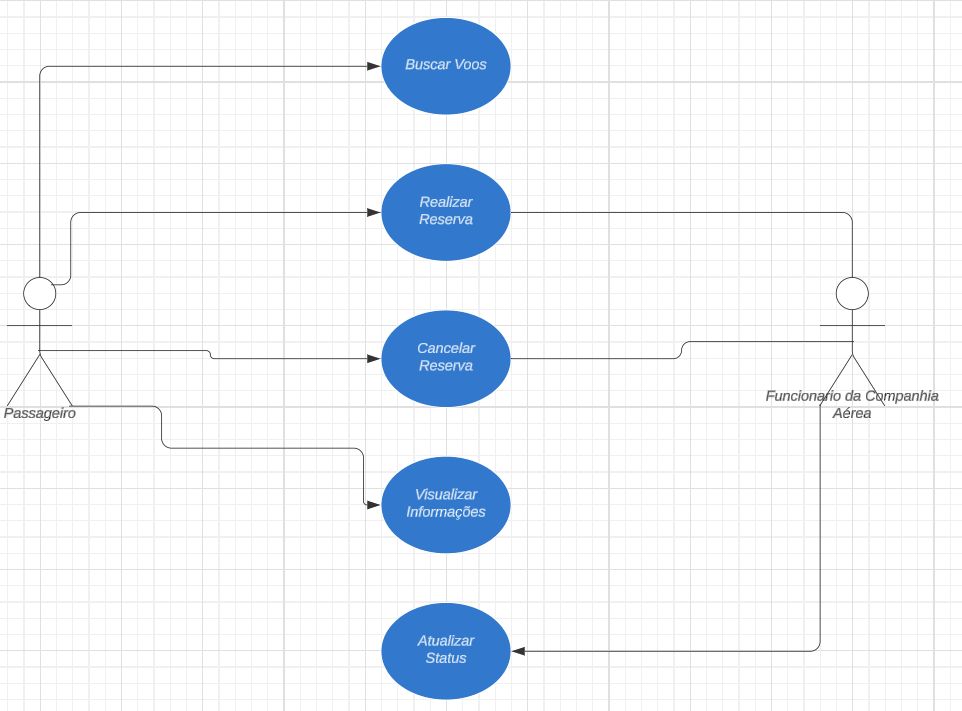 Buscar Voos
Realizar
Reserva
Cancelar
Reserva
Passageiro
Funcionario da Companhia
Aérea
Visualizar
Informações
Atualizar
Status